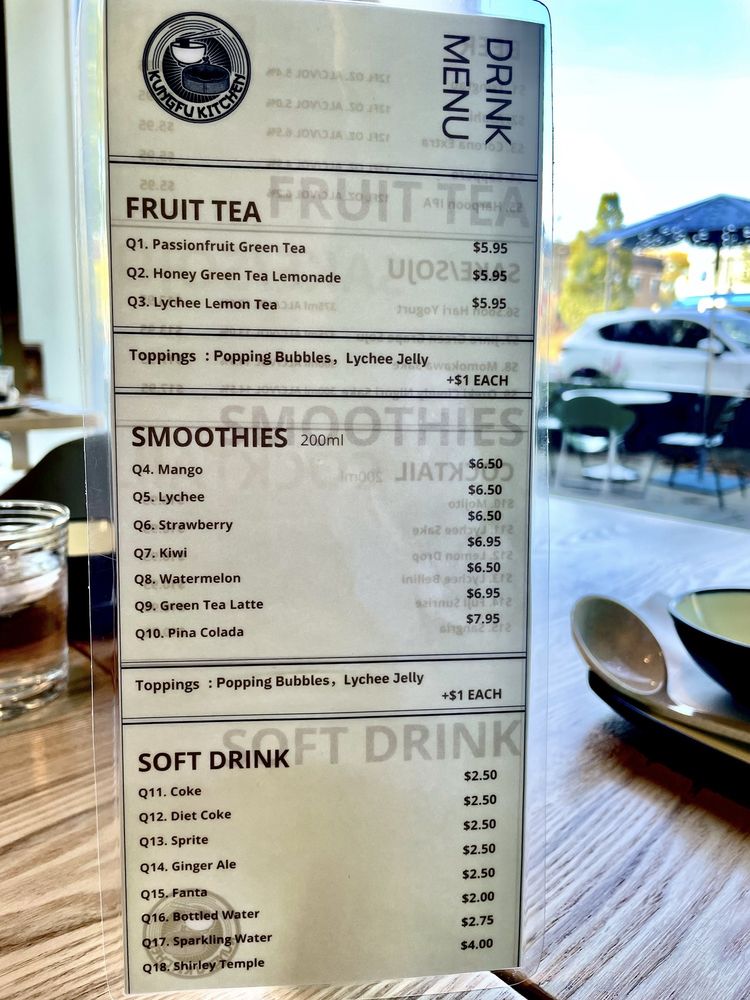 KUNGFU KITCHEN
DRINK
MENU
FRUIT TEA
FRUIT TEA
Q1. Passionfruit Green Tea $5.95
Q2. Honey Green Tea Lemonade $5.95
Q3. Lychee Lemon Tea $5.95
Toppings : Popping Bubbles, Lychee Jelly
+$1 EACH
SMOOTHIES
SMOOTHIES 200ml
Q4. Mango $6.50
Q5. Lychee $6.50
Q6. Strawberry $6.50
Q7. Kiwi $6.95
Q8. Watermelon $6.50
Q9. Green Tea Latte $6.95
Q10. Pina Colada $7.95
Toppings : Popping Bubbles, Lychee Jelly
+$1 EACH
SOFT DRINK
SOFT DRINK
Q11. Coke $2.50
Q12. Diet Coke $2.50
Q13. Sprite $2.50
Q14. Ginger Ale $2.50
Q15. Fanta $2.50
Q16. Bottled Water $2.00
Q17. Sparkling Water $2.75
Q18. Shirley Temple $4.00